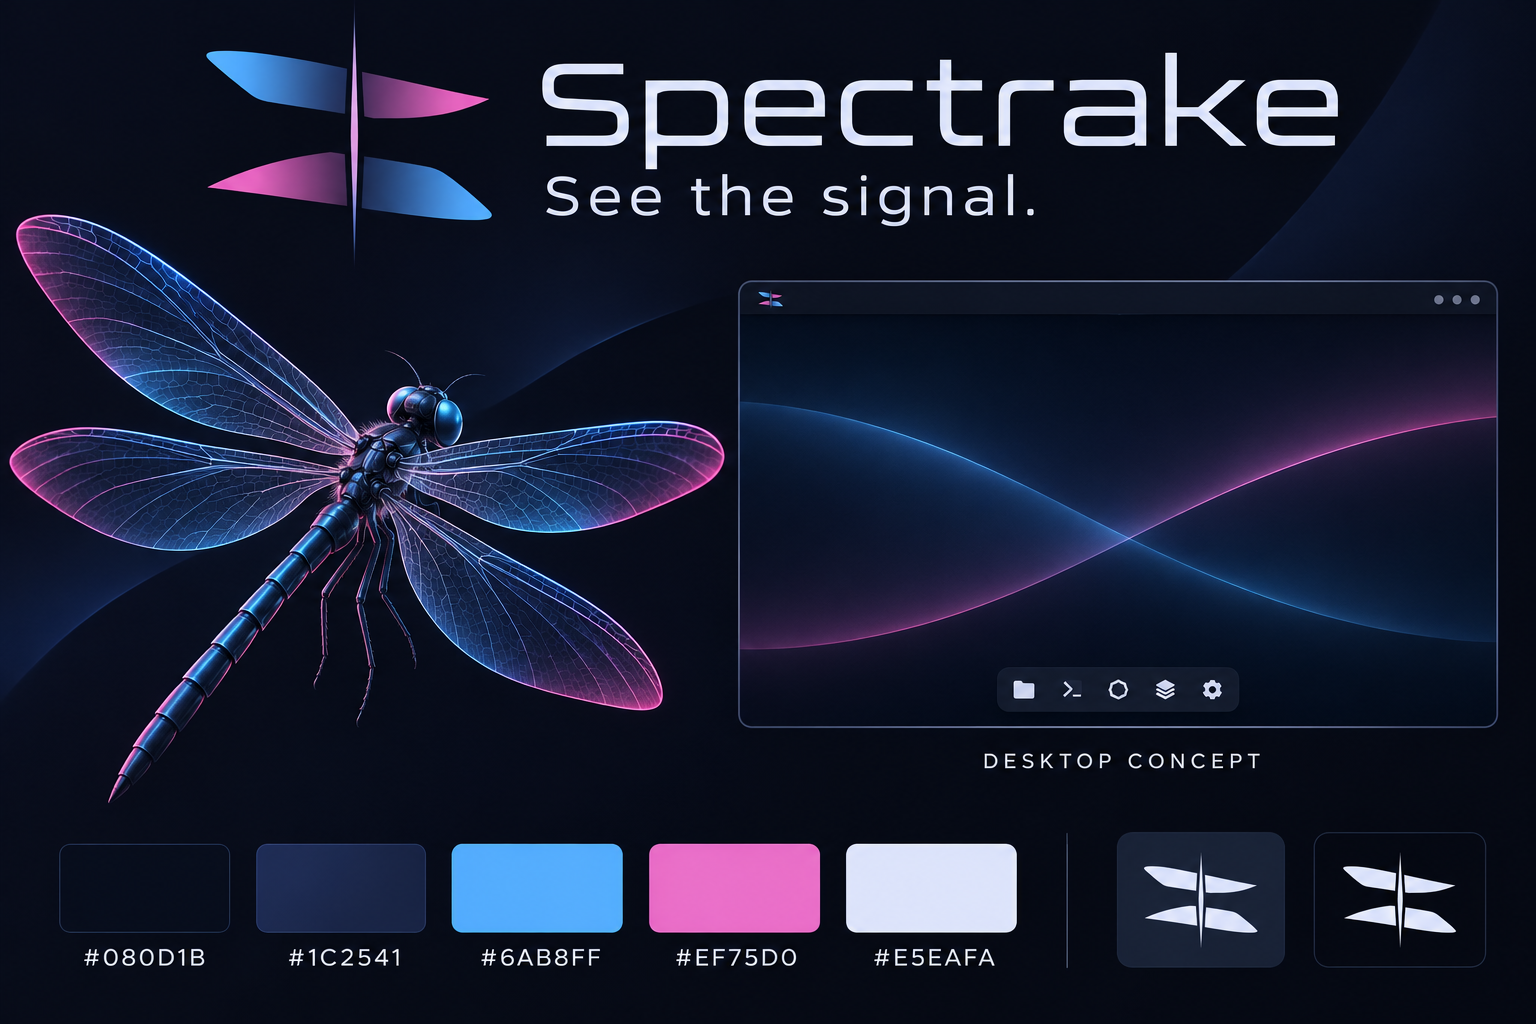 Spectrake
See the signal.
DESKTOP CONCEPT
#080D1B
#1C2541
#6AB8FF
#EF75D0
#E5EAFA